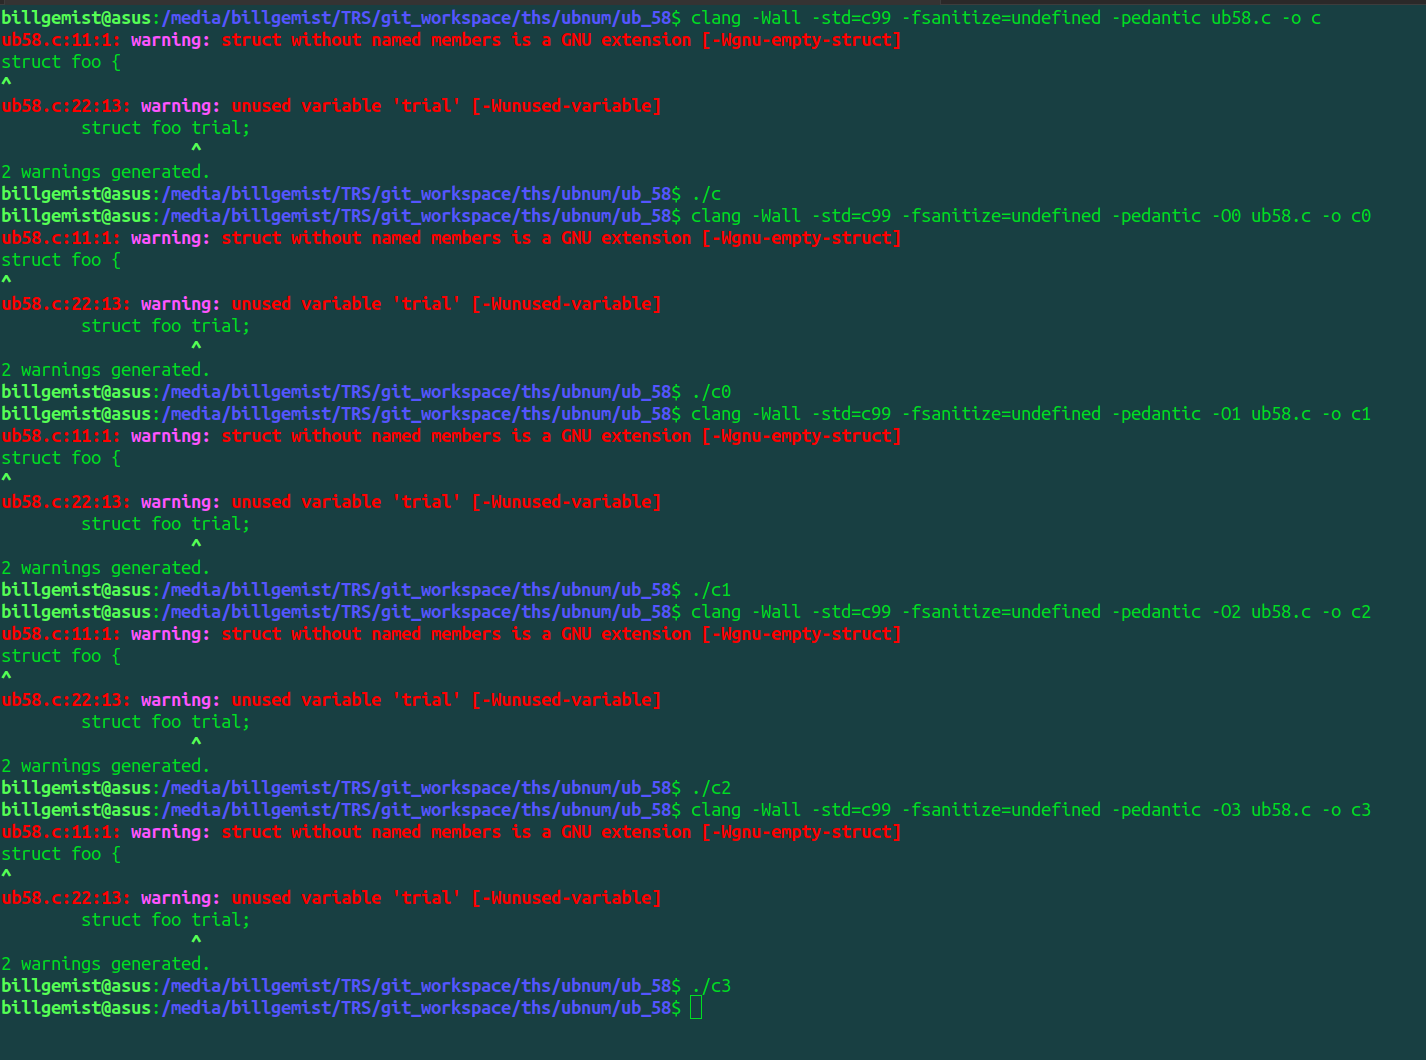 billgemist@asus:/media/billgemist/TRS/git_workspace/ths/ubnum/ub_58$ clang -Wall -std=c99 -fsanitize=undefined -pedantic ub58.c -o c
ub58.c:11:1: warning: struct without named members is a GNU extension [-Wgnu-empty-struct]
struct foo {
^
ub58.c:22:13: warning: unused variable 'trial' [-Wunused-variable]
        struct foo trial;
                   ^
2 warnings generated.
billgemist@asus:/media/billgemist/TRS/git_workspace/ths/ubnum/ub_58$ ./c
billgemist@asus:/media/billgemist/TRS/git_workspace/ths/ubnum/ub_58$ clang -Wall -std=c99 -fsanitize=undefined -pedantic -O0 ub58.c -o c0
ub58.c:11:1: warning: struct without named members is a GNU extension [-Wgnu-empty-struct]
struct foo {
^
ub58.c:22:13: warning: unused variable 'trial' [-Wunused-variable]
        struct foo trial;
                   ^
2 warnings generated.
billgemist@asus:/media/billgemist/TRS/git_workspace/ths/ubnum/ub_58$ ./c0
billgemist@asus:/media/billgemist/TRS/git_workspace/ths/ubnum/ub_58$ clang -Wall -std=c99 -fsanitize=undefined -pedantic -O1 ub58.c -o c1
ub58.c:11:1: warning: struct without named members is a GNU extension [-Wgnu-empty-struct]
struct foo {
^
ub58.c:22:13: warning: unused variable 'trial' [-Wunused-variable]
        struct foo trial;
                   ^
2 warnings generated.
billgemist@asus:/media/billgemist/TRS/git_workspace/ths/ubnum/ub_58$ ./c1
billgemist@asus:/media/billgemist/TRS/git_workspace/ths/ubnum/ub_58$ clang -Wall -std=c99 -fsanitize=undefined -pedantic -O2 ub58.c -o c2
ub58.c:11:1: warning: struct without named members is a GNU extension [-Wgnu-empty-struct]
struct foo {
^
ub58.c:22:13: warning: unused variable 'trial' [-Wunused-variable]
        struct foo trial;
                   ^
2 warnings generated.
billgemist@asus:/media/billgemist/TRS/git_workspace/ths/ubnum/ub_58$ ./c2
billgemist@asus:/media/billgemist/TRS/git_workspace/ths/ubnum/ub_58$ clang -Wall -std=c99 -fsanitize=undefined -pedantic -O3 ub58.c -o c3
ub58.c:11:1: warning: struct without named members is a GNU extension [-Wgnu-empty-struct]
struct foo {
^
ub58.c:22:13: warning: unused variable 'trial' [-Wunused-variable]
        struct foo trial;
                   ^
2 warnings generated.
billgemist@asus:/media/billgemist/TRS/git_workspace/ths/ubnum/ub_58$ ./c3
billgemist@asus:/media/billgemist/TRS/git_workspace/ths/ubnum/ub_58$